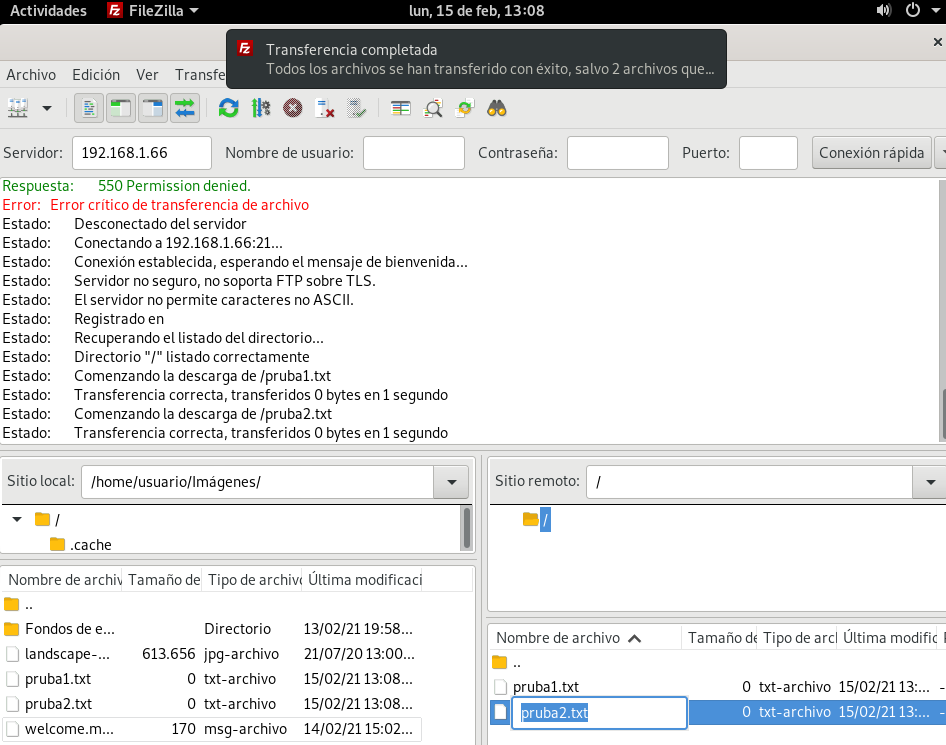 Actividades FileZilla lun, 15 de feb, 13:08
Transferencia completada
Todos los archivos se han transferido con éxito, salvo 2 archivos que...
Archivo Edición Ver Transfe
Servidor: 192.168.1.66 Nombre de usuario: Contraseña: Puerto: Conexión rápida
Respuesta: 550 Permission denied.
Error: Error crítico de transferencia de archivo
Estado: Desconectado del servidor
Estado: Conectando a 192.168.1.66:21...
Estado: Conexión establecida, esperando el mensaje de bienvenida...
Estado: Servidor no seguro, no soporta FTP sobre TLS.
Estado: El servidor no permite caracteres no ASCII.
Estado: Registrado en
Estado: Recuperando el listado del directorio...
Estado: Directorio "/" listado correctamente
Estado: Comenzando la descarga de /pruba1.txt
Estado: Transferencia correcta, transferidos 0 bytes en 1 segundo
Estado: Comenzando la descarga de /pruba2.txt
Estado: Transferencia correcta, transferidos 0 bytes en 1 segundo
Sitio local: /home/usuario/Imágenes/
/
.cache
Nombre de archiv Tamaño de Tipo de archivo Última modificaci
..
Fondos de e... Directorio 13/02/21 19:58...
landscape-... 613.656 jpg-archivo 21/07/20 13:00...
pruba1.txt 0 txt-archivo 15/02/21 13:08...
pruba2.txt 0 txt-archivo 15/02/21 13:08...
welcome.m... 170 msg-archivo 14/02/21 15:02...
Sitio remoto: /
/
Nombre de archivo Tamaño de Tipo de arcl Última modific
..
pruba1.txt 0 txt-archivo 15/02/21 13:... -
pruba2.txt 0 txt-archivo 15/02/21 13:... -